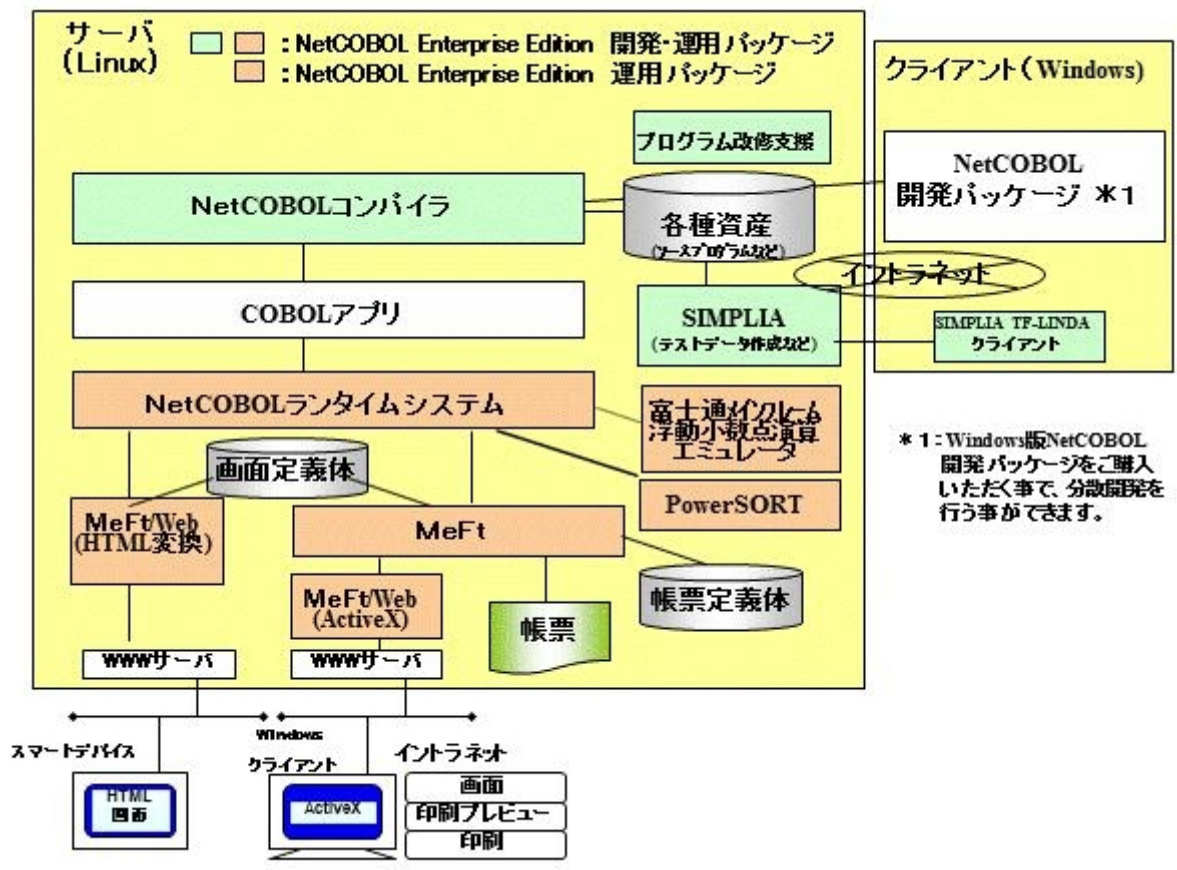 サーバ
(Linux)
：NetCOBOL Enterprise Edition 開発・運用パッケージ
：NetCOBOL Enterprise Edition 運用パッケージ
クライアント(Windows)
プログラム改修支援
NetCOBOL
開発パッケージ ＊1
NetCOBOLコンパイラ
各種資産
(ソースプログラムなど)
イントラネット
COBOLアプリ
SIMPLIA
(テストデータ作成など)
SIMPLIA TF-LINDA
クライアント
NetCOBOLランタイムシステム
富士通メインフレーム
浮動小数点演算
エミュレータ
＊1：Windows版NetCOBOL
開発パッケージをご購入
いただく事で、分散開発を
行う事ができます。
画面定義体
PowerSORT
MeFt/Web
(HTML変換)
MeFt
帳票定義体
MeFt/Web
(ActiveX)
帳票
WWWサーバ
WWWサーバ
スマートデバイス
Windows
クライアント
イントラネット
HTML
画面
ActiveX
画面
印刷プレビュー
印刷